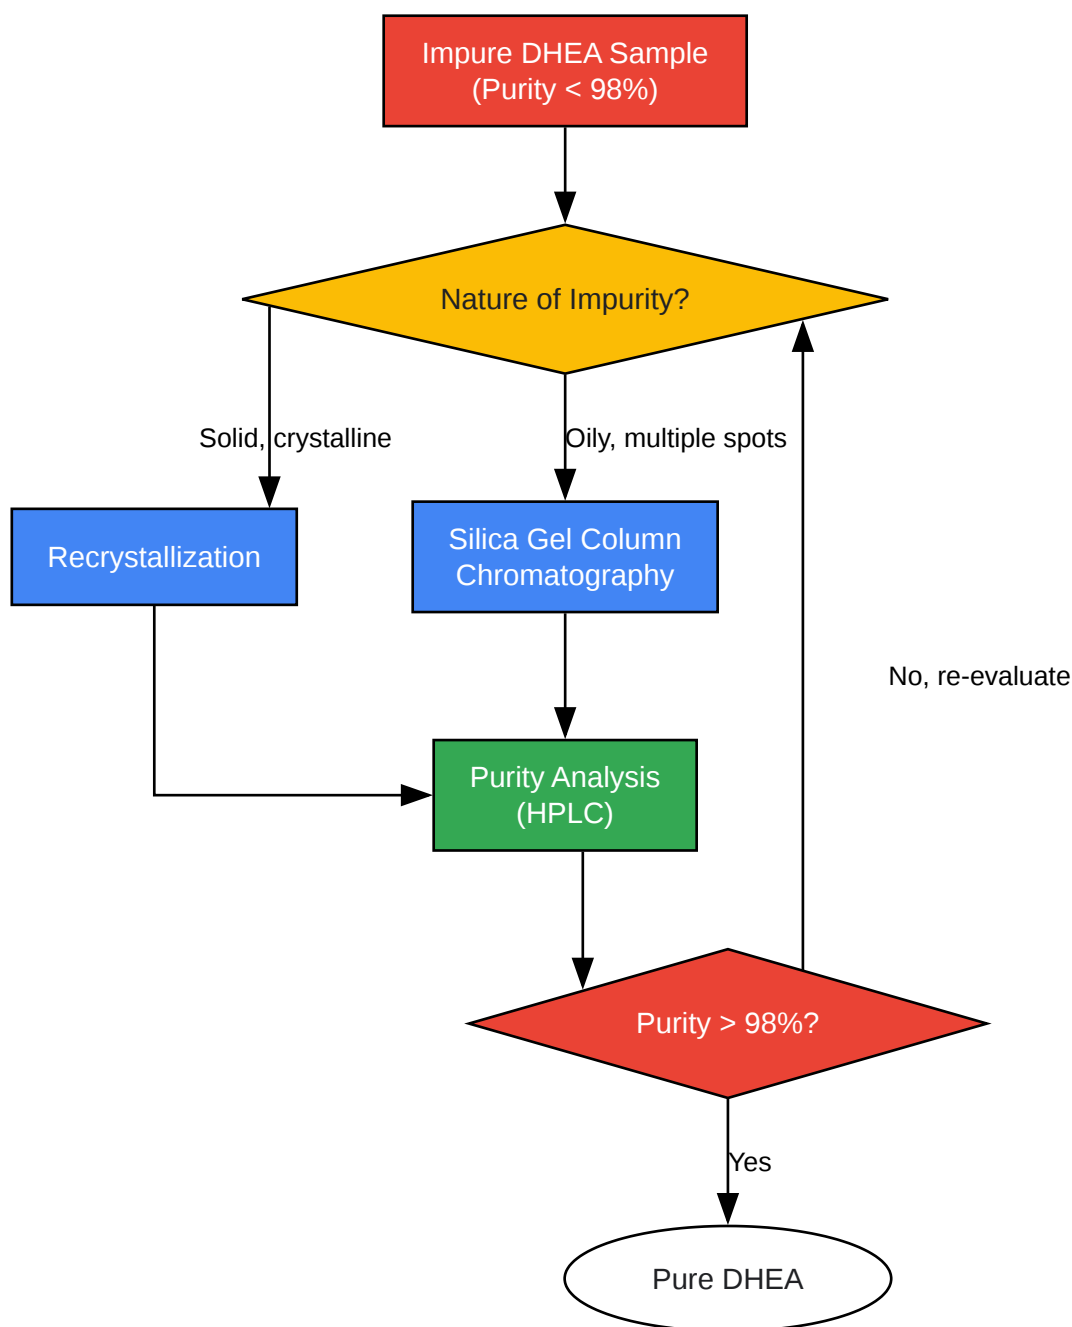 Impure DHEA Sample
(Purity < 98%)
Nature of Impurity?
Solid, crystalline
Oily, multiple spots
Recrystallization
Silica Gel Column
Chromatography
No, re-evaluate
Purity Analysis
(HPLC)
Purity > 98%?
Yes
Pure DHEA